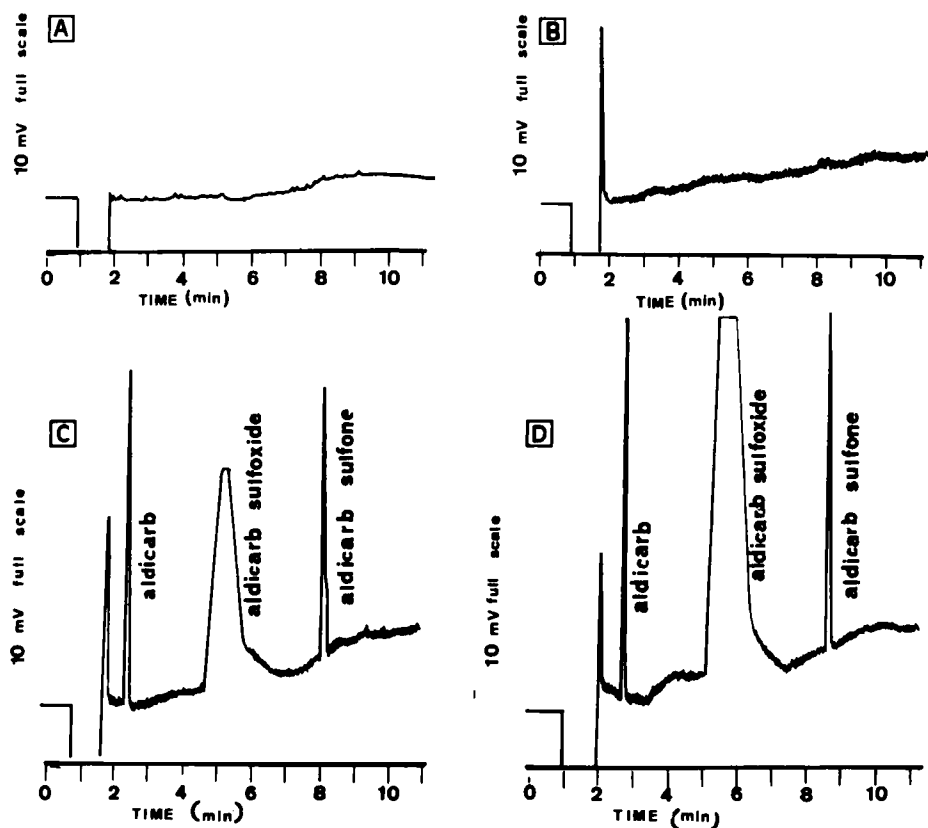 A
10 mV full scale
0 2 4 6 8 10
TIME (min)
B
10 mV full scale
0 2 4 6 8 10
TIME (min)
C
10 mV full scale
aldicarb
aldicarb sulfoxide
aldicarb sulfone
0 2 4 6 8 10
TIME (min)
D
10 mV full scale
aldicarb
aldicarb sulfoxide
aldicarb sulfone
0 2 4 6 8 10
TIME (min)